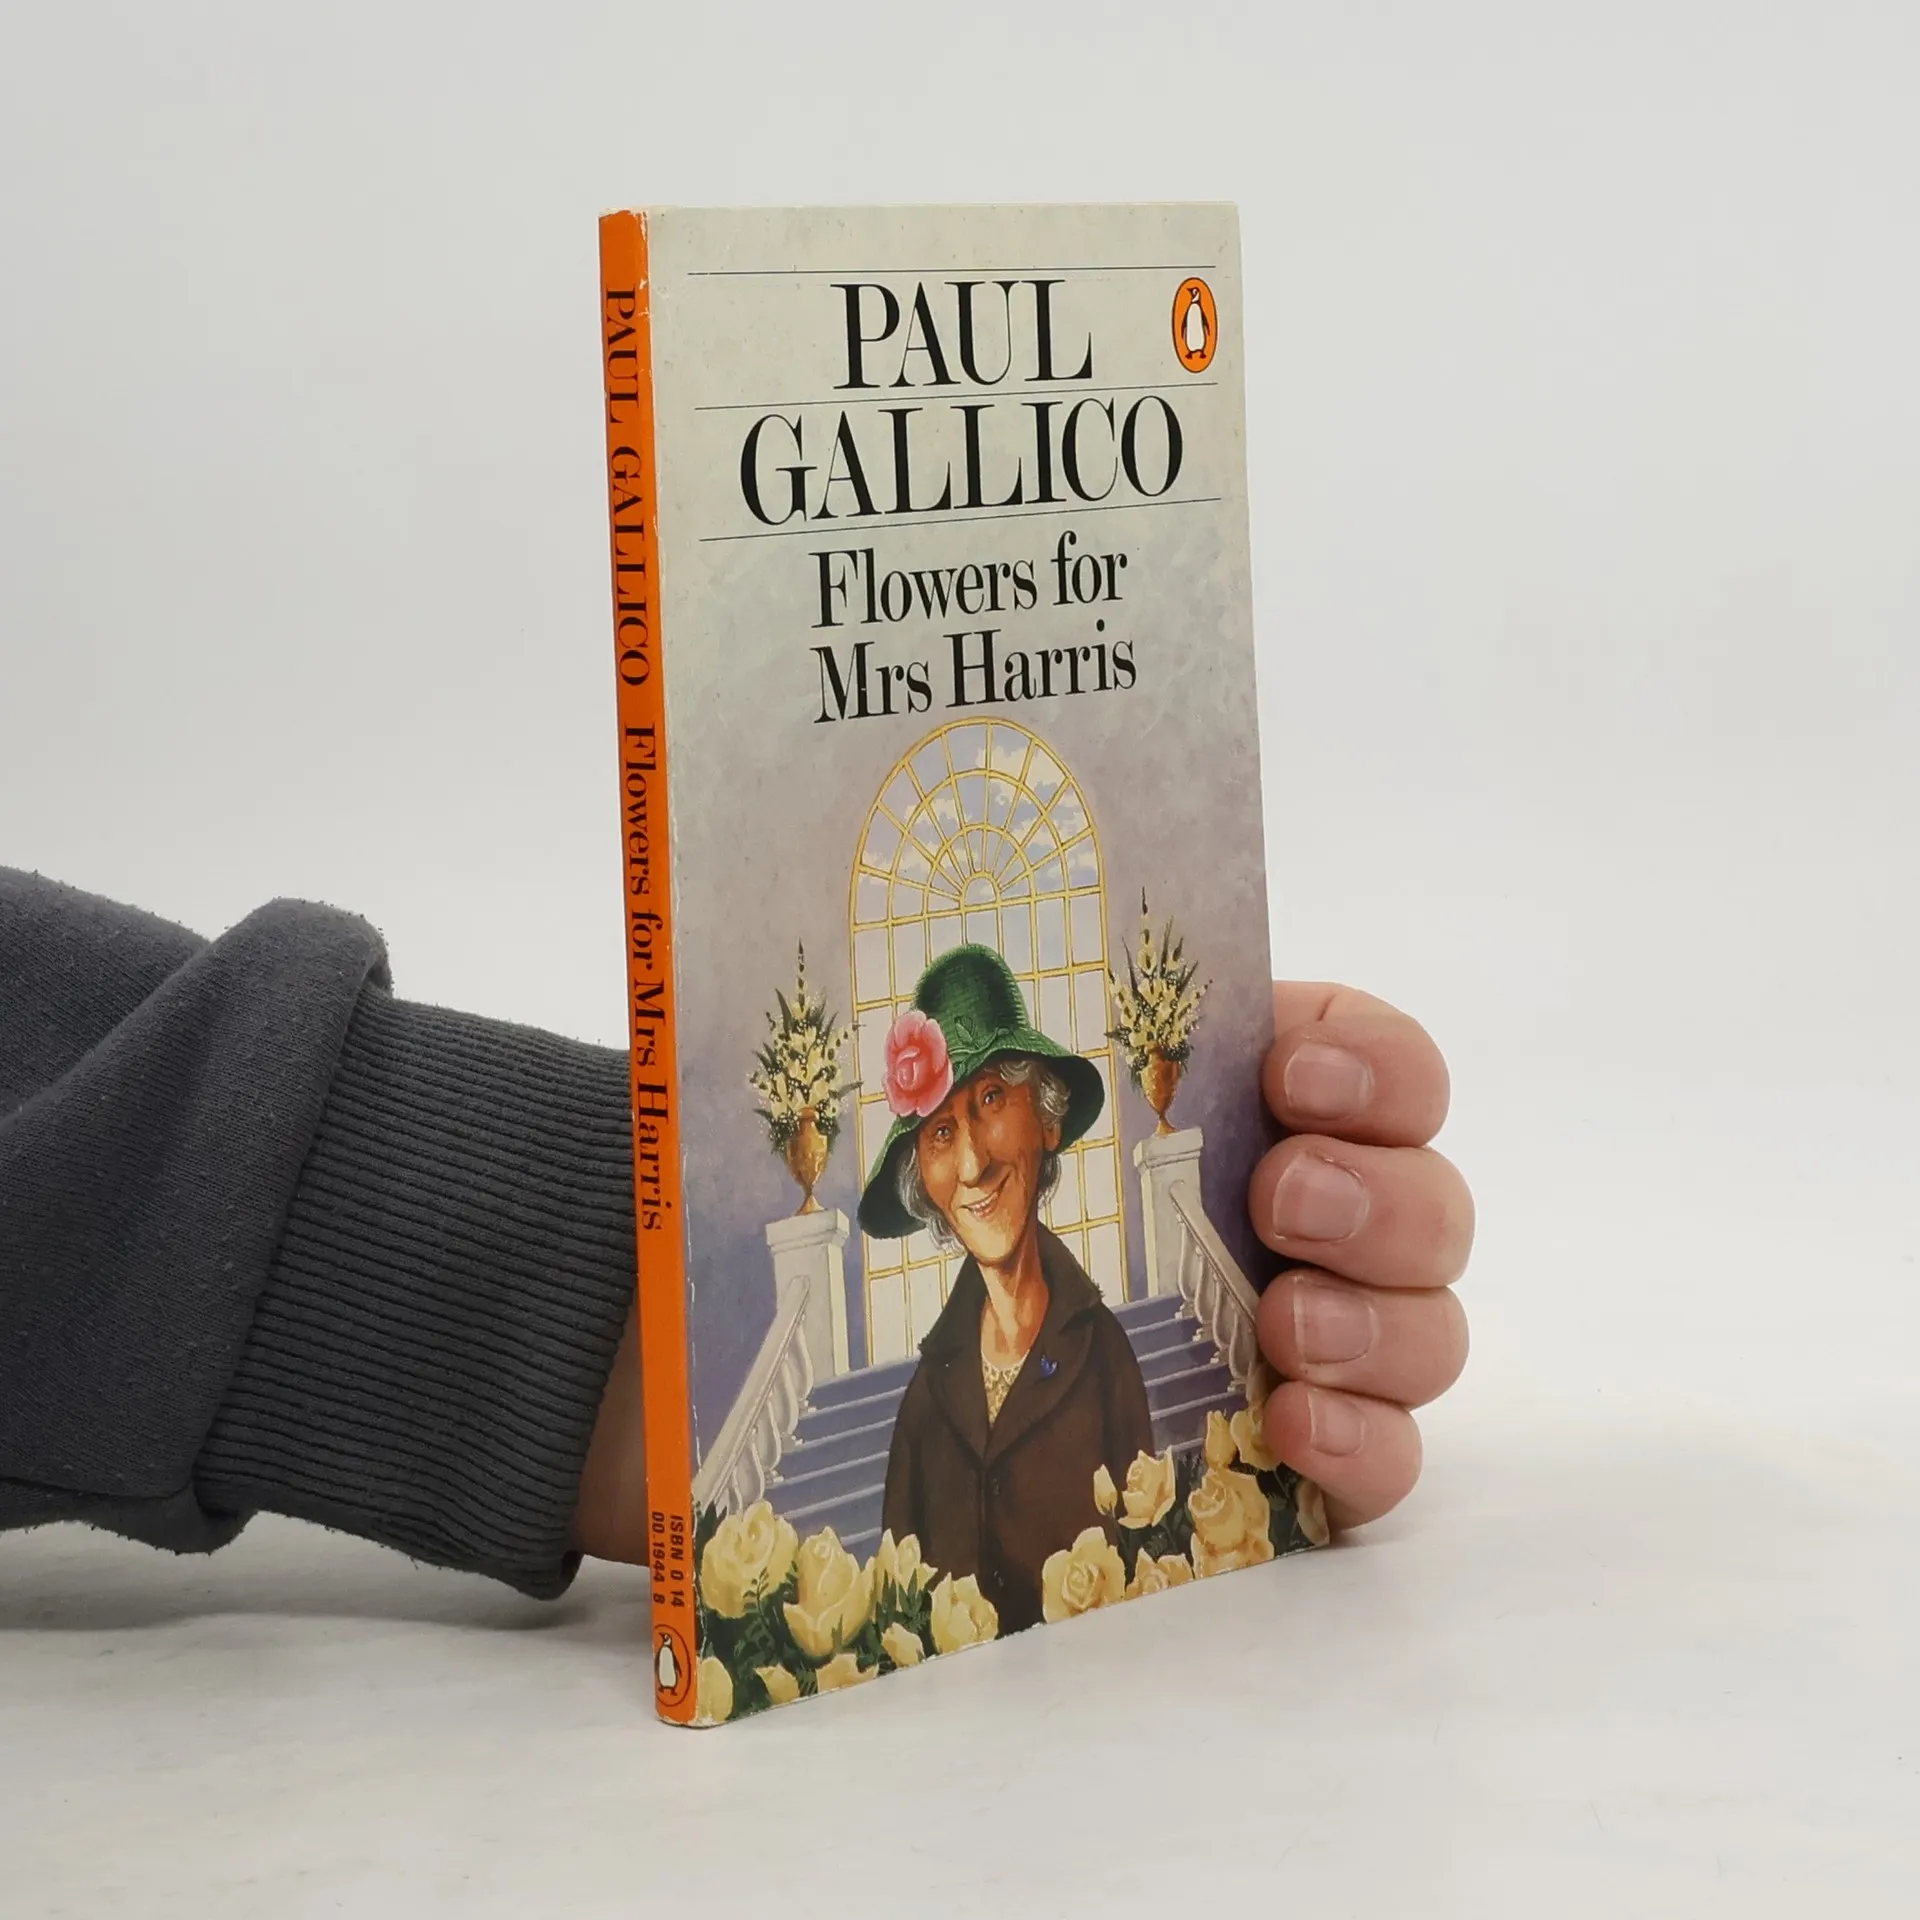 PAUL
GALLICO
Flowers for
Mrs Harris
PAUL GALLICO Flowers for Mrs Harris
ISBN 0 14
00.1944 8